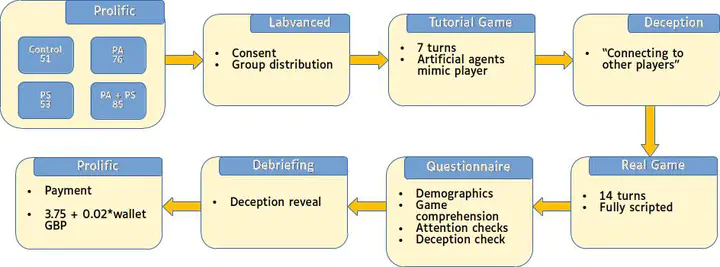 Prolific
Control
51
PA
76
PS
53
PA + PS
85
Labvanced
• Consent
• Group distribution
Tutorial Game
• 7 turns
• Artificial agents
mimic player
Deception
• “Connecting to
other players”
Real Game
• 14 turns
• Fully scripted
Questionnaire
• Demographics
• Game
comprehension
• Attention checks
• Deception check
Debriefing
• Deception reveal
Prolific
• Payment
• 3.75 + 0.02*wallet
GBP